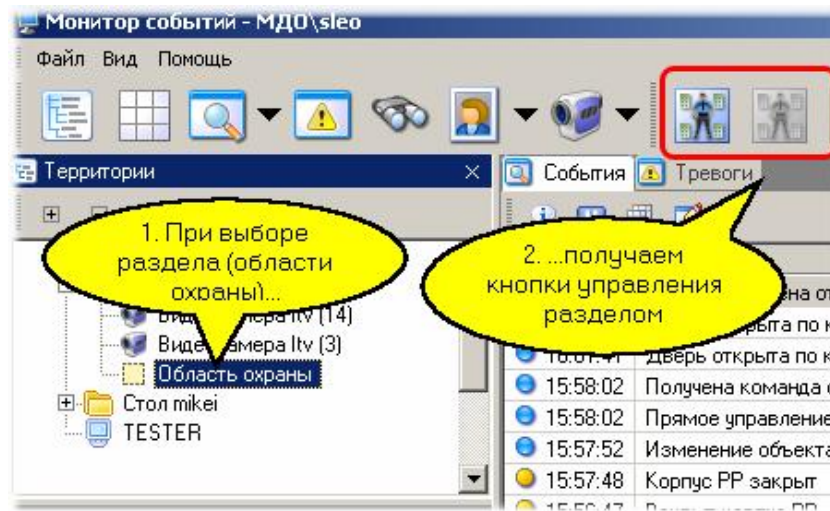 Монитор событий - МДО\sleo
Файл Вид Помощь
Территории
События
Тревоги
1. При выборе
раздела (области
охраны)...
2. ...получаем
кнопки управления
разделом
Видеокамера ltv (14)
Видеокамера ltv (3)
Область охраны
Стол mikei
TESTER
Дверь открыта по к
15:58:02 Получена команда
15:58:02 Прямое управление
15:57:52 Изменение объекта
15:57:48 Корпус РР закрыт